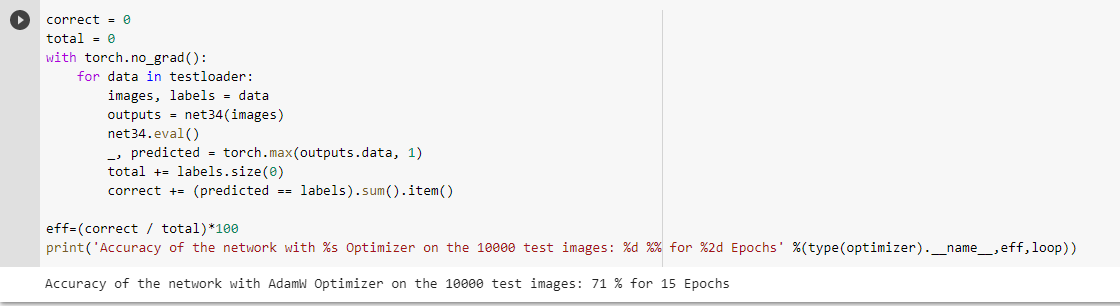 correct = 0
total = 0
with torch.no_grad():
    for data in testloader:
        images, labels = data
        outputs = net34(images)
        net34.eval()
        _, predicted = torch.max(outputs.data, 1)
        total += labels.size(0)
        correct += (predicted == labels).sum().item()
eff=(correct / total)*100
print('Accuracy of the network with %s Optimizer on the 10000 test images: %d %% for %2d Epochs' %(type(optimizer).__name__,eff,loop))
Accuracy of the network with AdamW Optimizer on the 10000 test images: 71 % for 15 Epochs